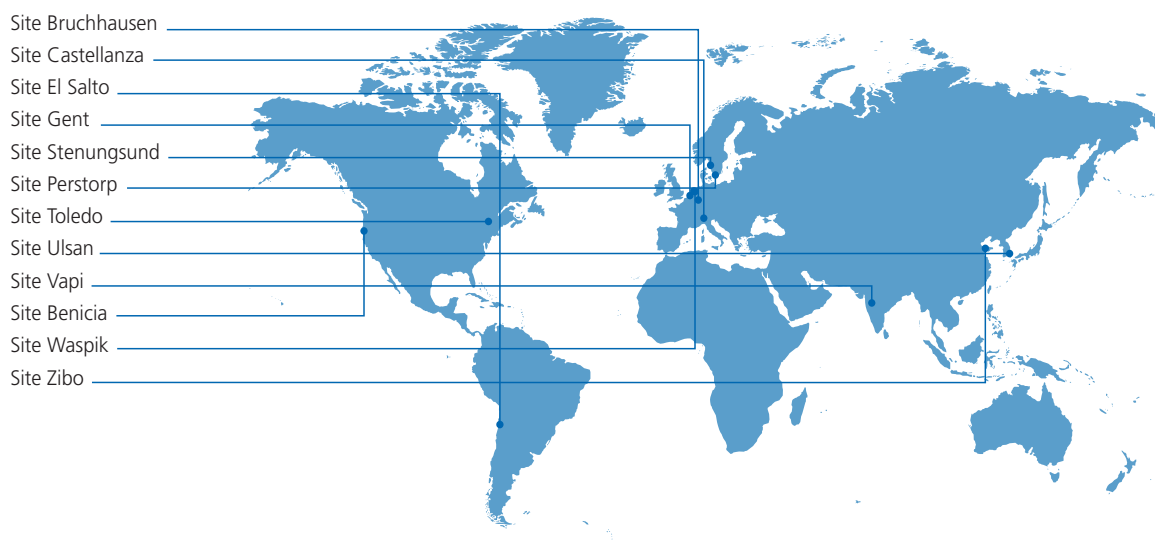 Site Bruchhausen
Site Castellanza
Site El Salto
Site Gent
Site Stenungsund
Site Perstorp
Site Toledo
Site Ulsan
Site Vapi
Site Benicia
Site Waspik
Site Zibo